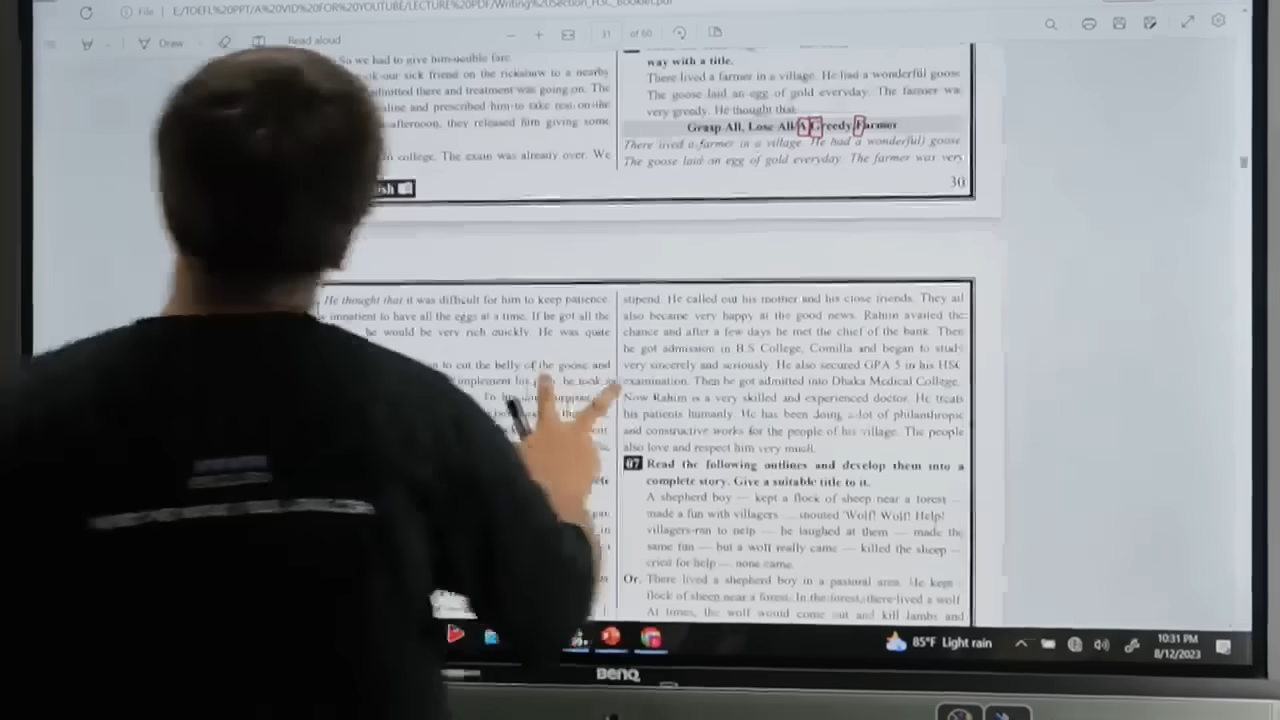 File E:/TOEFL%20PPT/A%20VID%20FOR%20YOUTUBE/LECTURE%20PDF/Writing%20Section_HSC_Booklet.pdf
Draw Read aloud 31 of 60
So we had to give him double fare.
our sick friend on the rickshaw to a nearby
admitted there and treatment was going on. The
saline and prescribed him to take rest on the
afternoon, they released him giving some
college. The exam was already over. We
way with a title.
There lived a farmer in a village. He had a wonderful goose
The goose laid an egg of gold everyday. The farmer was
very greedy. He thought that
Grasp All, Lose All/A Greedy Farmer
There lived a farmer in a village. He had a wonderful) goose
The goose laid an egg of gold everyday. The farmer was very
30
He thought that it was difficult for him to keep patience.
impatient to have all the eggs at a time. If he got all the
he would be very rich quickly. He was quite
to cut the belly of the goose and
implement his he took
stipend. He called out his mother and his close friends. They all
also became very happy at the good news. Rahim availed the
chance and after a few days he met the chief of the bank. Then
he got admission in B.S College, Comilla and began to study
very sincerely and seriously. He also secured GPA 5 in his HSC
examination. Then he got admitted into Dhaka Medical College.
Now Rahim is a very skilled and experienced doctor. He treats
his patients humanly. He has been doing a lot of philanthropic
and constructive works for the people of his village. The people
also love and respect him very much.
07 Read the following outlines and develop them into a
complete story. Give a suitable title to it.
A shepherd boy — kept a flock of sheep near a forest —
made a fun with villagers — shouted 'Wolf! Wolf! Help!
villagers ran to help — he laughed at them — made the
same fun — but a wolf really came — killed the sheep —
cried for help — none came.
Or. There lived a shepherd boy in a pastoral area. He kept
flock of sheep near a forest. In the forest, there lived a wolf
At times, the wolf would come out and kill lambs and
85°F Light rain
10:31 PM
8/12/2023
BenQ